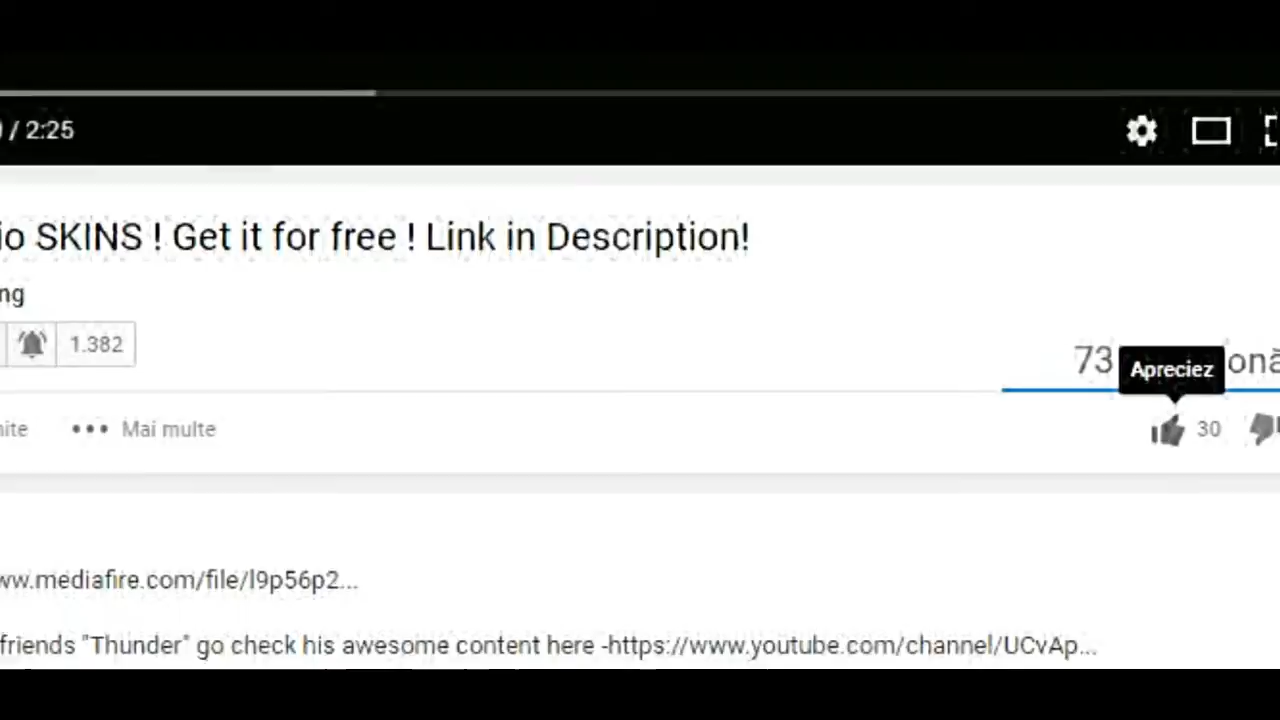 / 2:25
io SKINS ! Get it for free ! Link in Description!
ng
1.382
73 onă
Apreciez
ite ••• Mai multe
30
ww.mediafire.com/file/l9p56p2...
friends "Thunder" go check his awesome content here -https://www.youtube.com/channel/UCvAp...